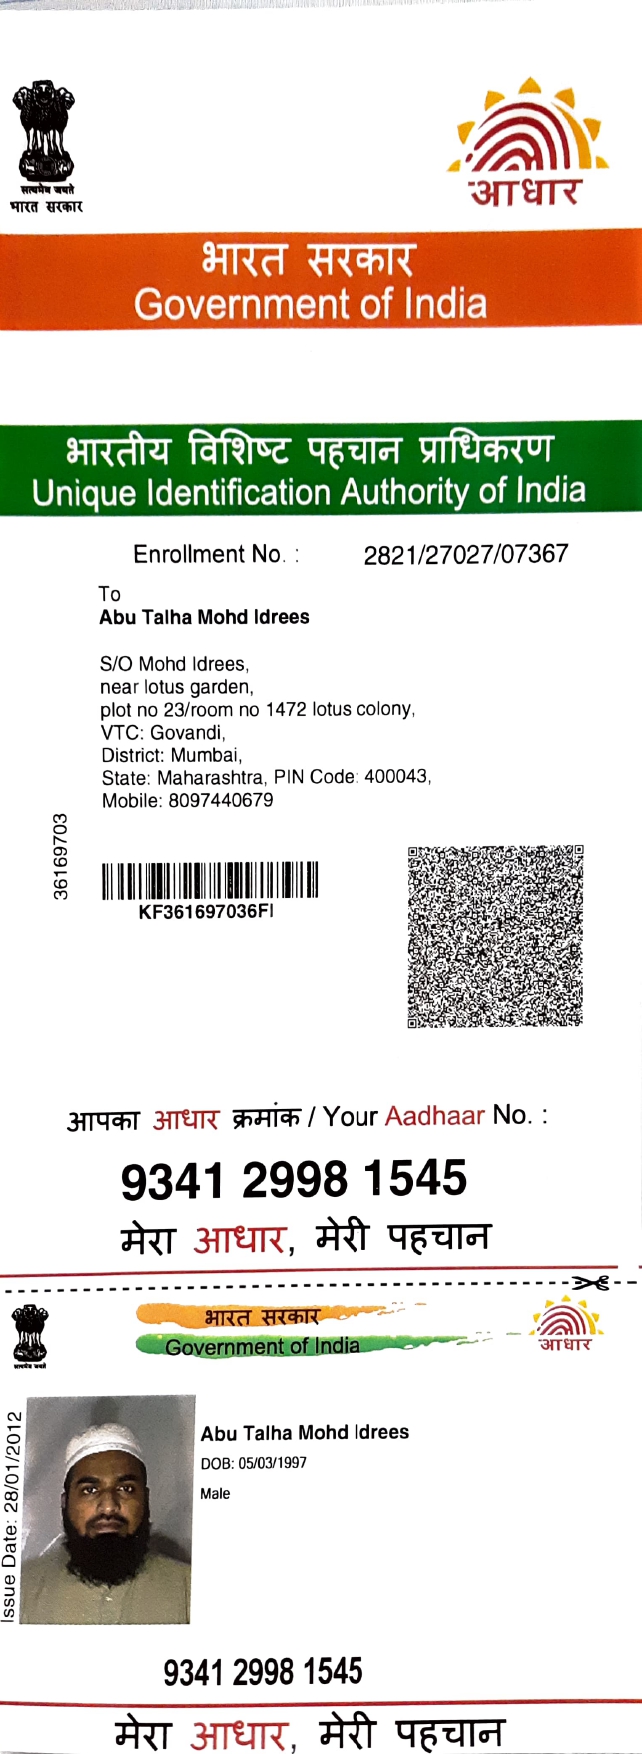 सत्यमेव जयते
भारत सरकार
आधार
भारत सरकार
Government of India
भारतीय विशिष्ट पहचान प्राधिकरण
Unique Identification Authority of India
Enrollment No. : 2821/27027/07367
To
Abu Talha Mohd Idrees
S/O Mohd Idrees,
near lotus garden,
plot no 23/room no 1472 lotus colony,
VTC: Govandi,
District: Mumbai,
State: Maharashtra, PIN Code: 400043,
Mobile: 8097440679
36169703
KF361697036FI
आपका आधार क्रमांक / Your Aadhaar No. :
9341 2998 1545
मेरा आधार, मेरी पहचान
भारत सरकार
Government of India
आधार
Issue Date: 28/01/2012
Abu Talha Mohd Idrees
DOB: 05/03/1997
Male
9341 2998 1545
मेरा आधार, मेरी पहचान